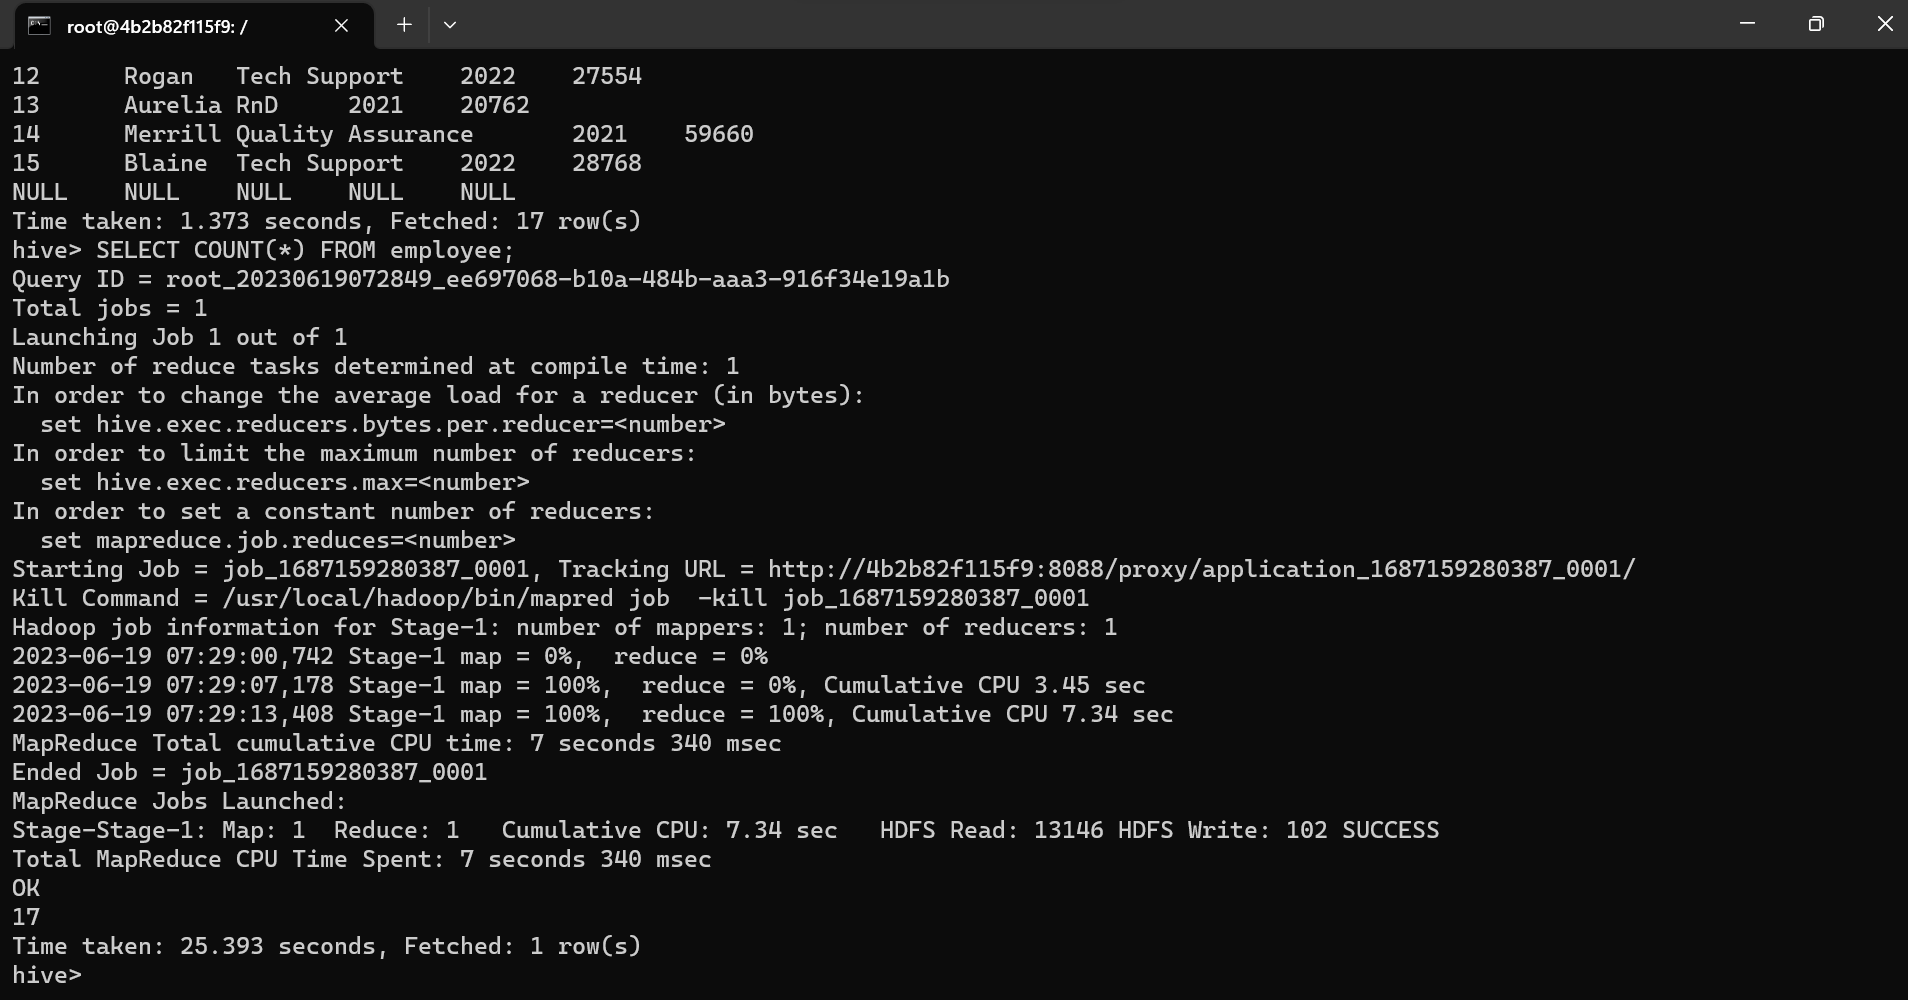 root@4b2b82f115f9: /
12      Rogan   Tech Support    2022    27554
13      Aurelia RnD     2021    20762
14      Merrill Quality Assurance       2021    59660
15      Blaine  Tech Support    2022    28768
NULL    NULL    NULL    NULL    NULL
Time taken: 1.373 seconds, Fetched: 17 row(s)
hive> SELECT COUNT(*) FROM employee;
Query ID = root_20230619072849_ee697068-b10a-484b-aaa3-916f34e19a1b
Total jobs = 1
Launching Job 1 out of 1
Number of reduce tasks determined at compile time: 1
In order to change the average load for a reducer (in bytes):
  set hive.exec.reducers.bytes.per.reducer=<number>
In order to limit the maximum number of reducers:
  set hive.exec.reducers.max=<number>
In order to set a constant number of reducers:
  set mapreduce.job.reduces=<number>
Starting Job = job_1687159280387_0001, Tracking URL = http://4b2b82f115f9:8088/proxy/application_1687159280387_0001/
Kill Command = /usr/local/hadoop/bin/mapred job  -kill job_1687159280387_0001
Hadoop job information for Stage-1: number of mappers: 1; number of reducers: 1
2023-06-19 07:29:00,742 Stage-1 map = 0%,  reduce = 0%
2023-06-19 07:29:07,178 Stage-1 map = 100%,  reduce = 0%, Cumulative CPU 3.45 sec
2023-06-19 07:29:13,408 Stage-1 map = 100%,  reduce = 100%, Cumulative CPU 7.34 sec
MapReduce Total cumulative CPU time: 7 seconds 340 msec
Ended Job = job_1687159280387_0001
MapReduce Jobs Launched:
Stage-Stage-1: Map: 1  Reduce: 1   Cumulative CPU: 7.34 sec   HDFS Read: 13146 HDFS Write: 102 SUCCESS
Total MapReduce CPU Time Spent: 7 seconds 340 msec
OK
17
Time taken: 25.393 seconds, Fetched: 1 row(s)
hive>